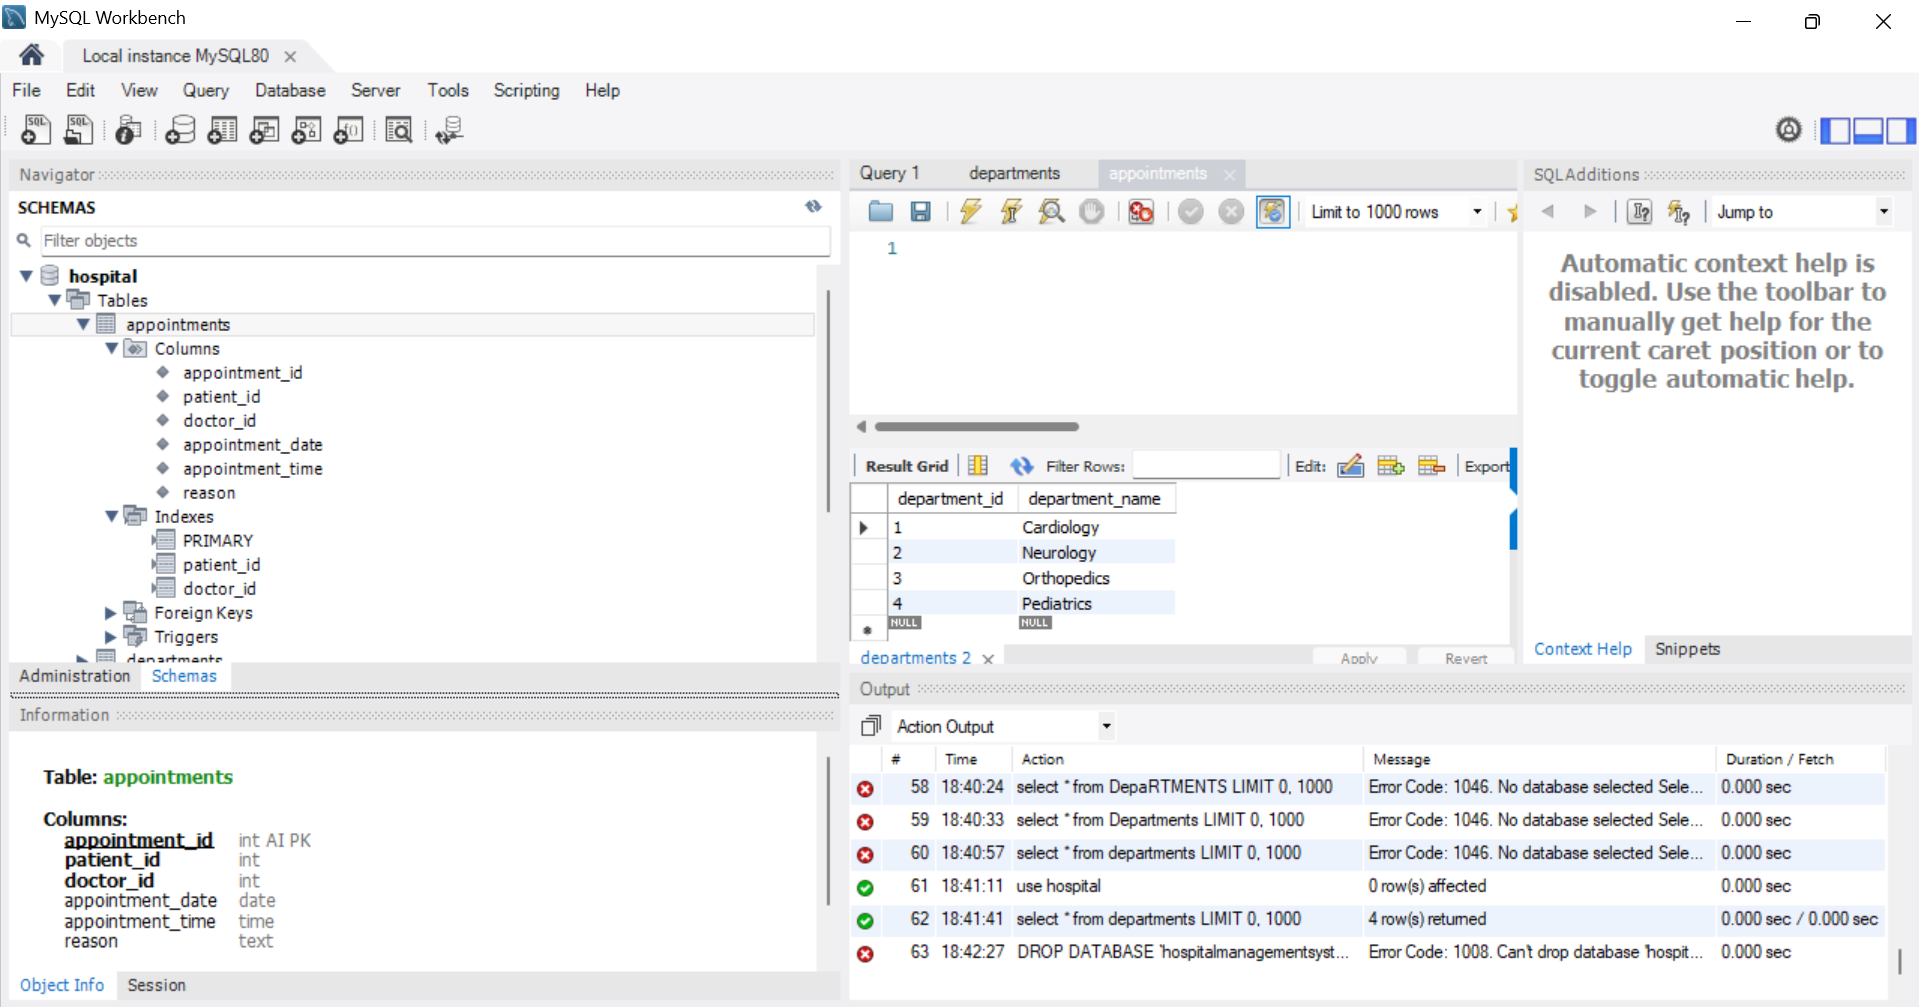 MySQL Workbench
Local instance MySQL80
File Edit View Query Database Server Tools Scripting Help
Navigator
SCHEMAS
Filter objects
hospital
Tables
appointments
Columns
appointment_id
patient_id
doctor_id
appointment_date
appointment_time
reason
Indexes
PRIMARY
patient_id
doctor_id
Foreign Keys
Triggers
departments
Administration Schemas
Information
Table: appointments
Columns:
appointment_id int AI PK
patient_id int
doctor_id int
appointment_date date
appointment_time time
reason text
Object Info Session
Query 1 departments appointments
Limit to 1000 rows
1
Result Grid Filter Rows: Edit: Export
department_id department_name
1 Cardiology
2 Neurology
3 Orthopedics
4 Pediatrics
NULL NULL
departments 2 Apply Revert
SQLAdditions
Jump to
Automatic context help is
disabled. Use the toolbar to
manually get help for the
current caret position or to
toggle automatic help.
Context Help Snippets
Output
Action Output
# Time Action Message Duration / Fetch
58 18:40:24 select * from DepaRTMENTS LIMIT 0, 1000 Error Code: 1046. No database selected Sele... 0.000 sec
59 18:40:33 select * from Departments LIMIT 0, 1000 Error Code: 1046. No database selected Sele... 0.000 sec
60 18:40:57 select * from departments LIMIT 0, 1000 Error Code: 1046. No database selected Sele... 0.000 sec
61 18:41:11 use hospital 0 row(s) affected 0.000 sec
62 18:41:41 select * from departments LIMIT 0, 1000 4 row(s) returned 0.000 sec / 0.000 sec
63 18:42:27 DROP DATABASE 'hospitalmanagementsyst... Error Code: 1008. Can't drop database 'hospit... 0.000 sec